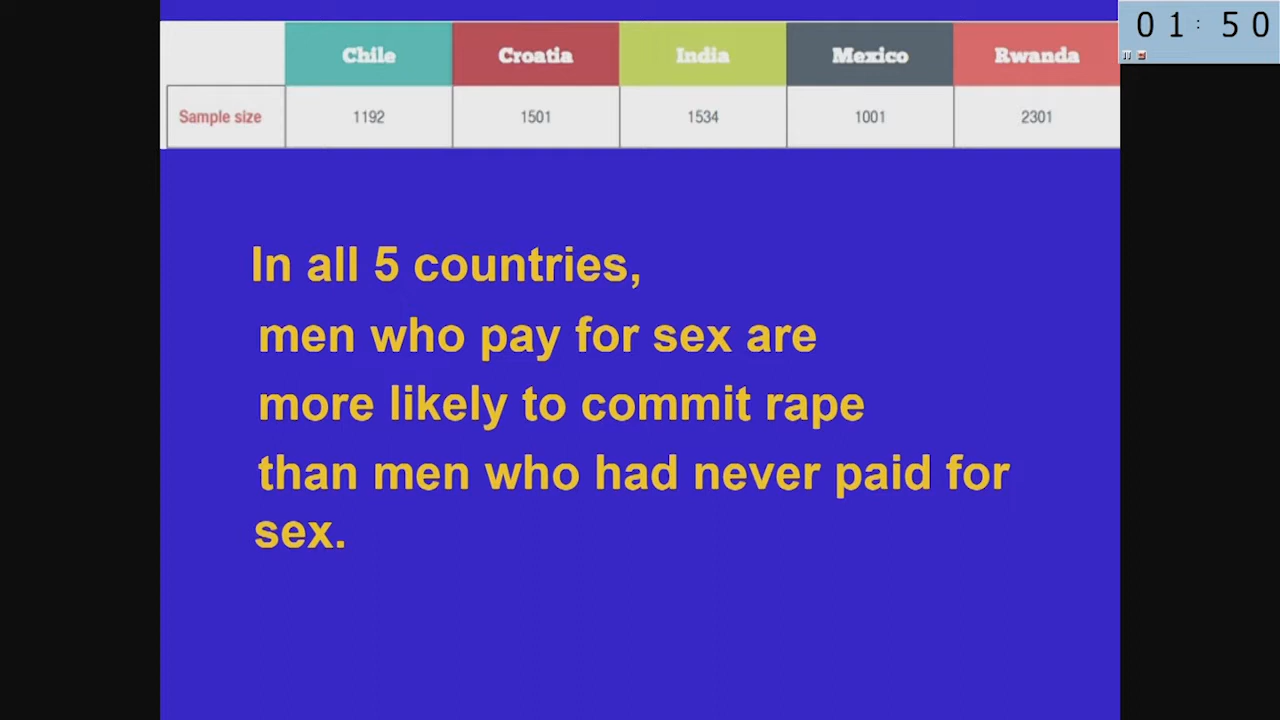 01:50
Chile Croatia India Mexico Rwanda
Sample size 1192 1501 1534 1001 2301
In all 5 countries,
men who pay for sex are
more likely to commit rape
than men who had never paid for
sex.